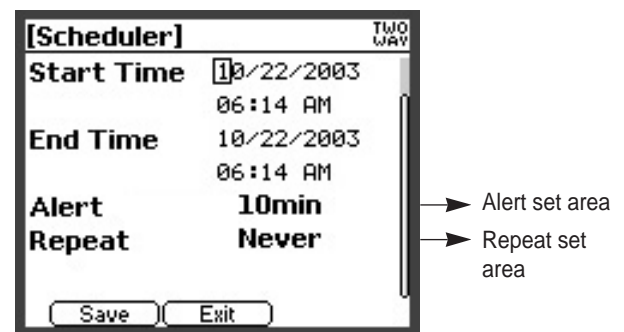 [Scheduler] TWO WAY
Start Time 10/22/2003
06:14 AM
End Time 10/22/2003
06:14 AM
Alert 10min
Repeat Never
Save Exit
Alert set area
Repeat set
area